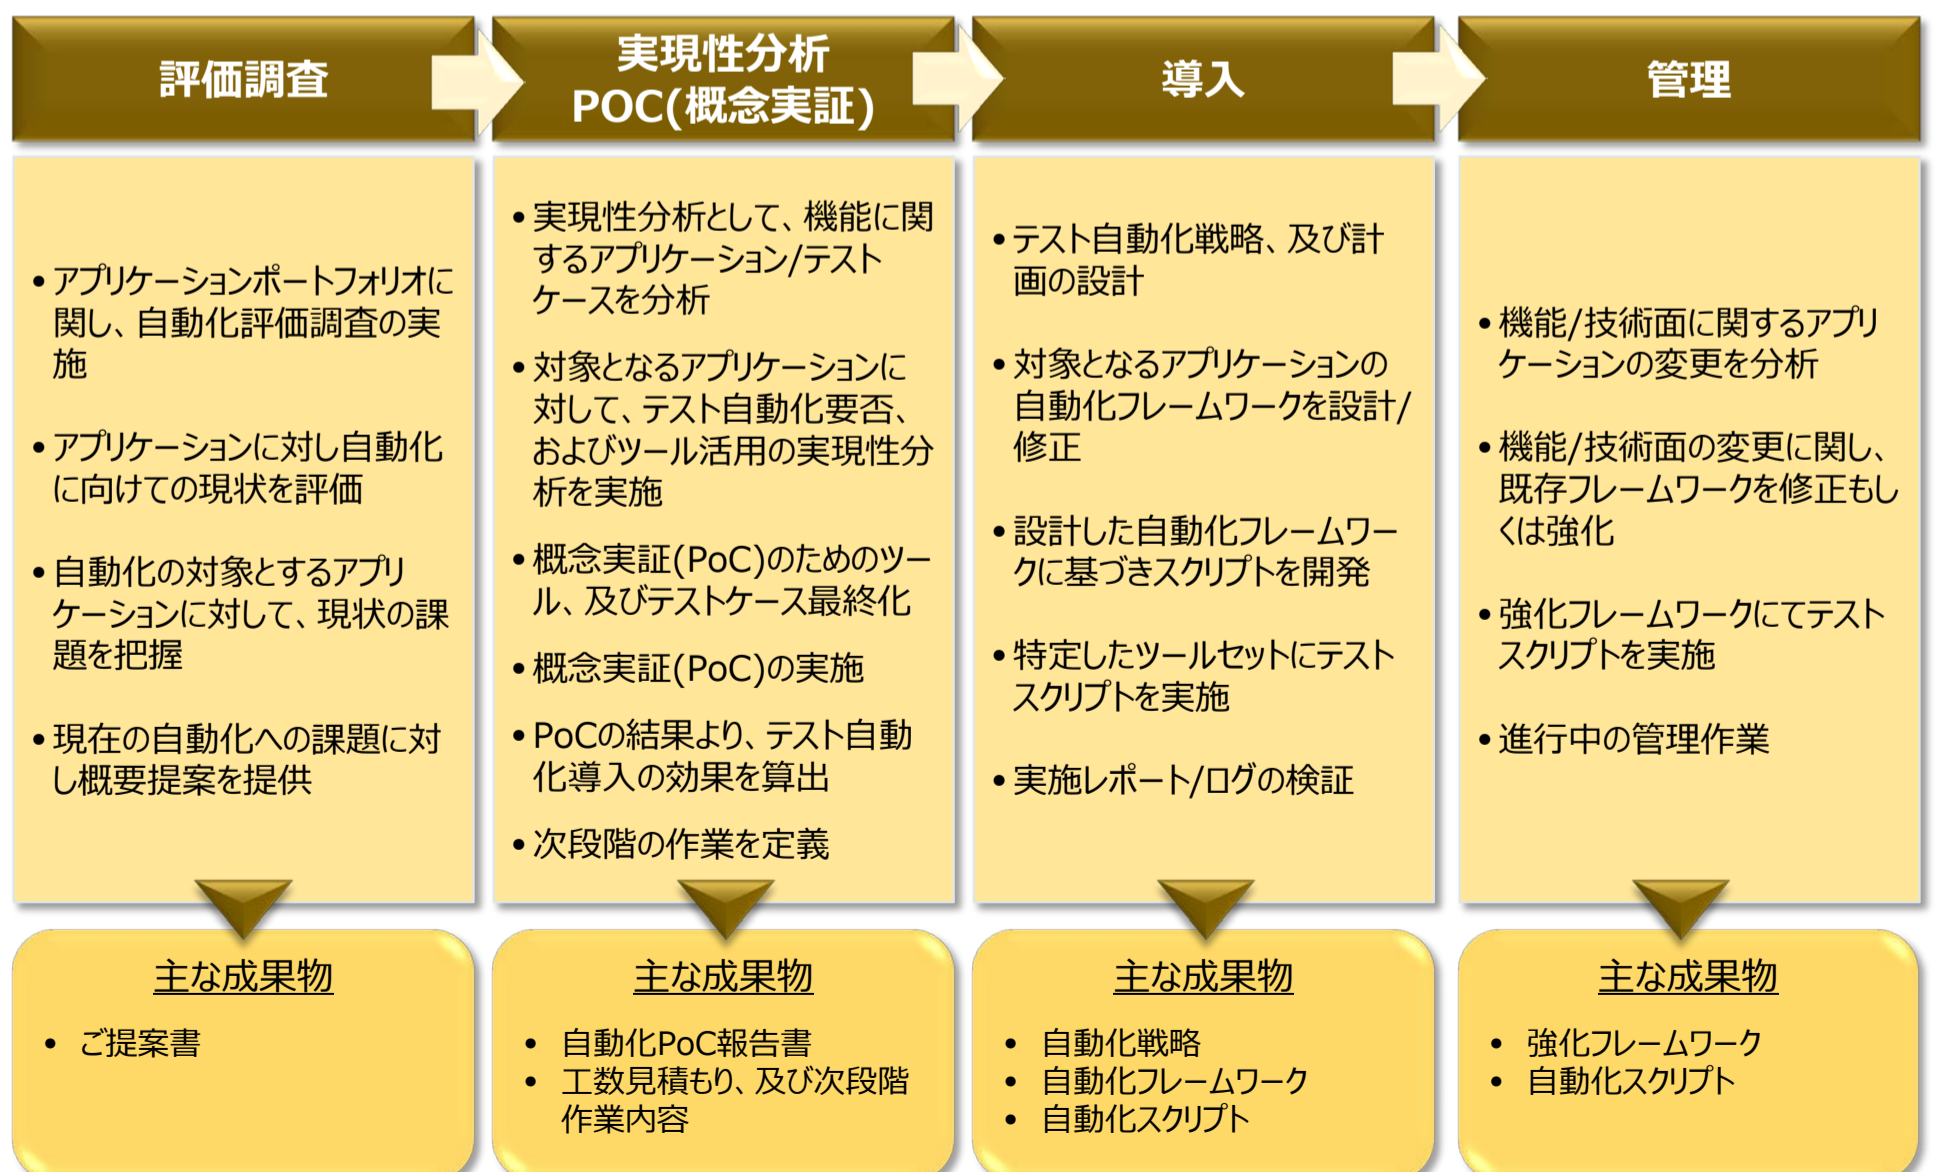 評価調査
実現性分析
POC(概念実証)
導入
管理
•アプリケーションポートフォリオに
関し、自動化評価調査の実
施
•アプリケーションに対し自動化
に向けての現状を評価
•自動化の対象とするアプリ
ケーションに対して、現状の課
題を把握
•現在の自動化への課題に対
し概要提案を提供
•実現性分析として、機能に関
するアプリケーション/テスト
ケースを分析
•対象となるアプリケーションに
対して、テスト自動化要否、
およびツール活用の実現性分
析を実施
•概念実証(PoC)のためのツー
ル、及びテストケース最終化
•概念実証(PoC)の実施
•PoCの結果より、テスト自動
化導入の効果を算出
•次段階の作業を定義
•テスト自動化戦略、及び計
画の設計
•対象となるアプリケーションの
自動化フレームワークを設計/
修正
•設計した自動化フレームワー
クに基づきスクリプトを開発
•特定したツールセットにテスト
スクリプトを実施
•実施レポート/ログの検証
•機能/技術面に関するアプリ
ケーションの変更を分析
•機能/技術面の変更に関し、
既存フレームワークを修正もし
くは強化
•強化フレームワークにてテスト
スクリプトを実施
•進行中の管理作業
主な成果物
• ご提案書
主な成果物
• 自動化PoC報告書
• 工数見積もり、及び次段階
作業内容
主な成果物
• 自動化戦略
• 自動化フレームワーク
• 自動化スクリプト
主な成果物
• 強化フレームワーク
• 自動化スクリプト